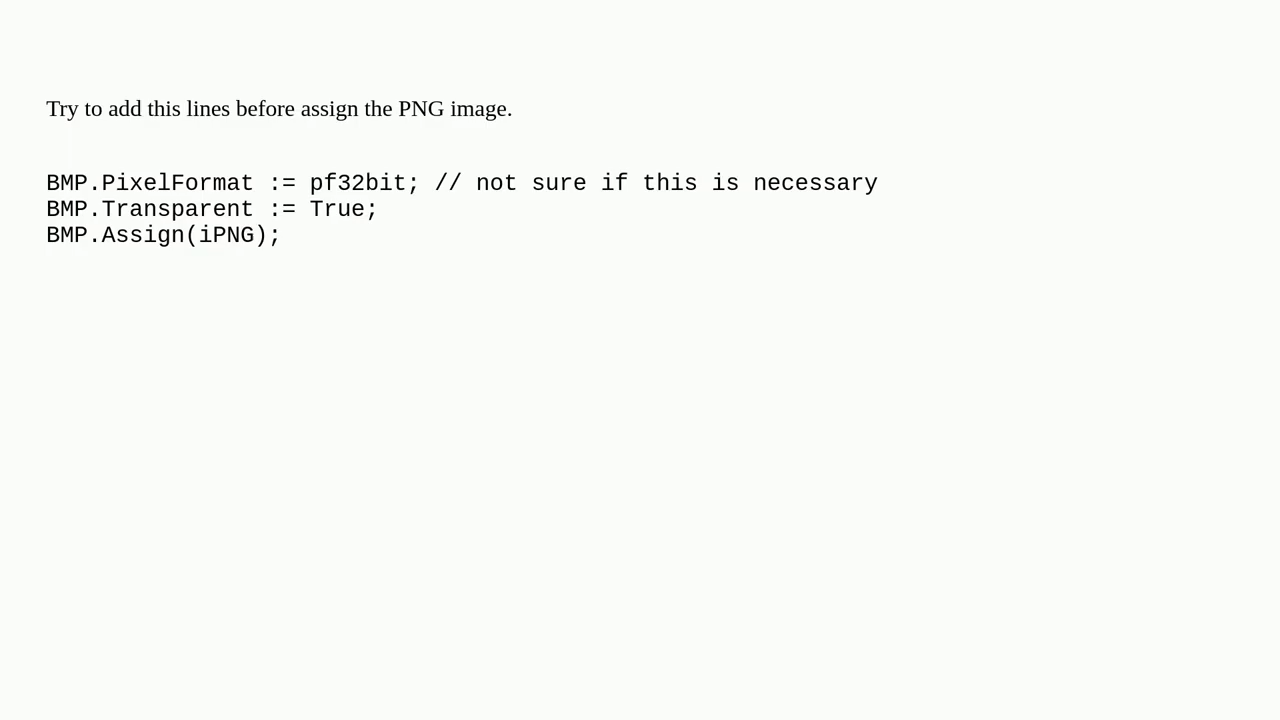 Try to add this lines before assign the PNG image.
BMP.PixelFormat := pf32bit; // not sure if this is necessary
BMP.Transparent := True;
BMP.Assign(iPNG);